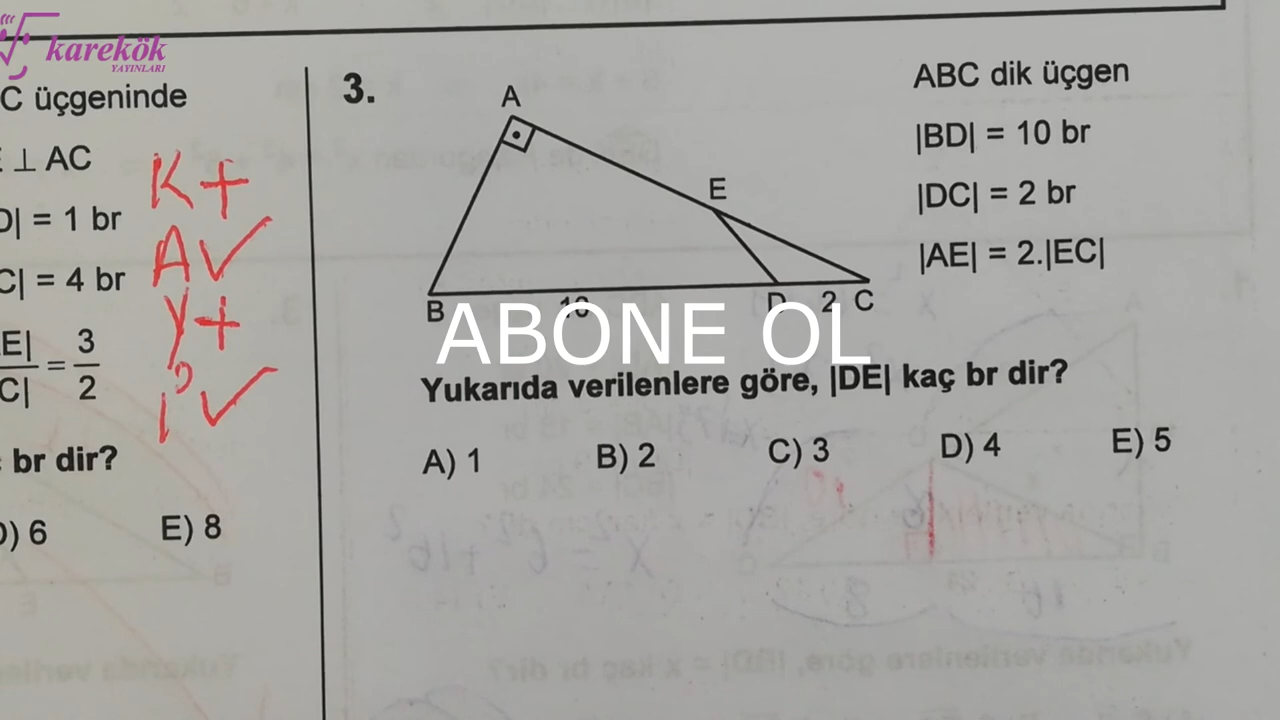 karekök
YAYINLARI
C üçgeninde
⊥ AC
D| = 1 br
C| = 4 br
E|
C|
= 3
2
br dir?
D) 6
E) 8
K+
A✓
Y+
3.
A
E
B
10
D
2
C
ABC dik üçgen
|BD| = 10 br
|DC| = 2 br
|AE| = 2.|EC|
ABONE OL
Yukarıda verilenlere göre, |DE| kaç br dir?
A) 1
B) 2
C) 3
D) 4
E) 5